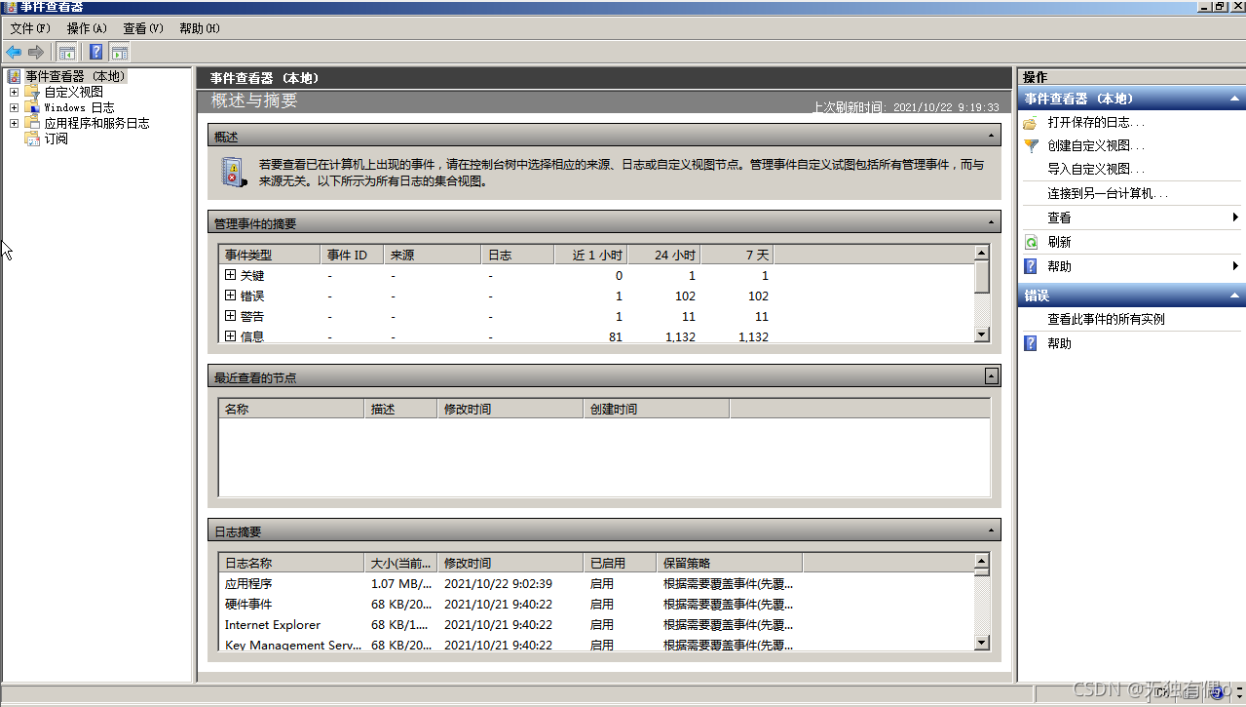 事件查看器
文件(F) 操作(A) 查看(V) 帮助(H)
事件查看器 (本地)
自定义视图
Windows 日志
应用程序和服务日志
订阅
事件查看器 (本地)
概述与摘要
上次刷新时间: 2021/10/22 9:19:33
概述
若要查看已在计算机上出现的事件，请在控制台树中选择相应的来源、日志或自定义视图节点。管理事件自定义试图包括所有管理事件，而与
来源无关。以下所示为所有日志的集合视图。
管理事件的摘要
事件类型 事件 ID 来源 日志 近 1 小时 24 小时 7 天
关键 - - - 0 1 1
错误 - - - 1 102 102
警告 - - - 1 11 11
信息 - - - 81 1,132 1,132
最近查看的节点
名称 描述 修改时间 创建时间
日志摘要
日志名称 大小(当前... 修改时间 已启用 保留策略
应用程序 1.07 MB/... 2021/10/22 9:02:39 启用 根据需要覆盖事件(先覆...
硬件事件 68 KB/20... 2021/10/21 9:40:22 启用 根据需要覆盖事件(先覆...
Internet Explorer 68 KB/1.... 2021/10/21 9:40:22 启用 根据需要覆盖事件(先覆...
Key Management Serv... 68 KB/20... 2021/10/21 9:40:22 启用 根据需要覆盖事件(先覆...
操作
事件查看器 (本地)
打开保存的日志...
创建自定义视图...
导入自定义视图...
连接到另一台计算机...
查看
刷新
帮助
错误
查看此事件的所有实例
帮助
CSDN @无独有偶o